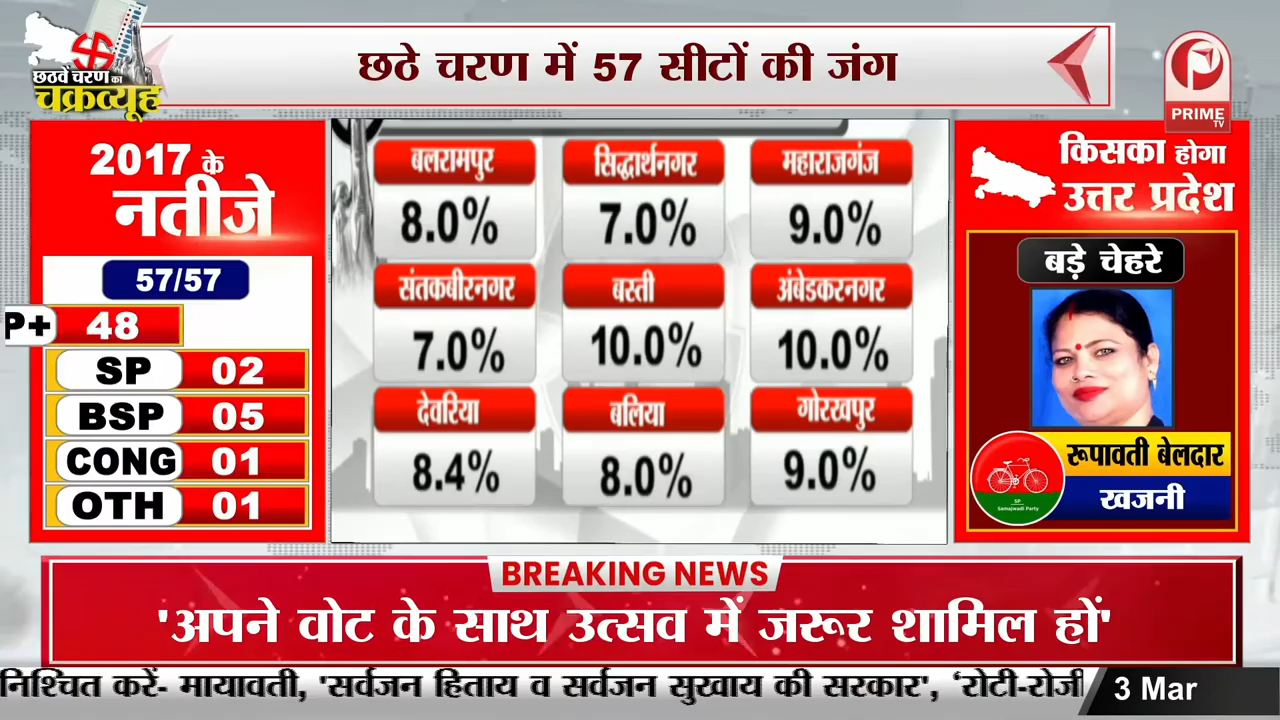 छठवें चरण का
चक्रव्यूह
छठे चरण में 57 सीटों की जंग
PRIME
TV
2017 के
नतीजे
57/57
P+ 48
SP 02
BSP 05
CONG 01
OTH 01
बलरामपुर सिद्धार्थनगर महाराजगंज
8.0% 7.0% 9.0%
संतकबीरनगर बस्ती अंबेडकरनगर
7.0% 10.0% 10.0%
देवरिया बलिया गोरखपुर
8.4% 8.0% 9.0%
किसका होगा
उत्तर प्रदेश
बड़े चेहरे
रूपावती बेलदार
खजनी
SP
Samajwadi Party
BREAKING NEWS
'अपने वोट के साथ उत्सव में जरूर शामिल हों'
निश्चित करें- मायावती, 'सर्वजन हिताय व सर्वजन सुखाय की सरकार', 'रोटी-रोजी
3 Mar